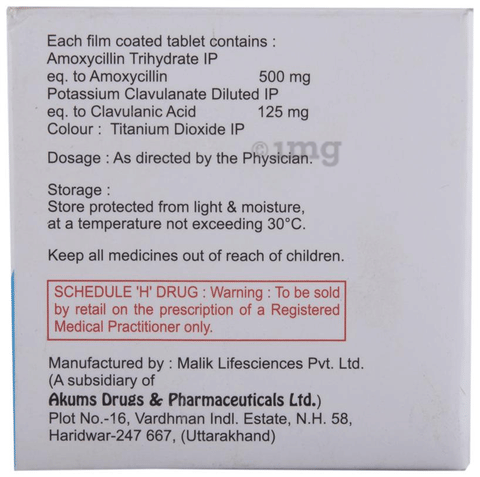 Each film coated tablet contains :
Amoxycillin Trihydrate IP
eq. to Amoxycillin 500 mg
Potassium Clavulanate Diluted IP
eq. to Clavulanic Acid 125 mg
Colour : Titanium Dioxide IP
©1mg
Dosage : As directed by the Physician.
Storage :
Store protected from light & moisture,
at a temperature not exceeding 30°C.
Keep all medicines out of reach of children.
SCHEDULE 'H' DRUG : Warning : To be sold
by retail on the prescription of a Registered
Medical Practitioner only.
Manufactured by : Malik Lifesciences Pvt. Ltd.
(A subsidiary of
Akums Drugs & Pharmaceuticals Ltd.)
Plot No.-16, Vardhman Indl. Estate, N.H. 58,
Haridwar-247 667, (Uttarakhand)